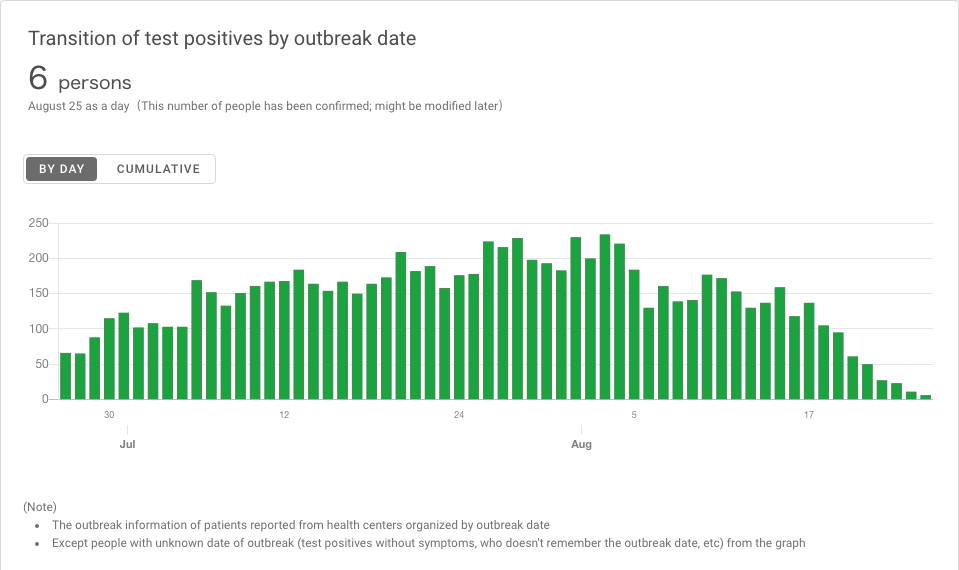 Transition of test positives by outbreak date
6 persons
August 25 as a day（This number of people has been confirmed; might be modified later）
BY DAY CUMULATIVE
250
200
150
100
50
0
30 12 24 5 17
Jul Aug
(Note)
• The outbreak information of patients reported from health centers organized by outbreak date
• Except people with unknown date of outbreak (test positives without symptoms, who doesn't remember the outbreak date, etc) from the graph